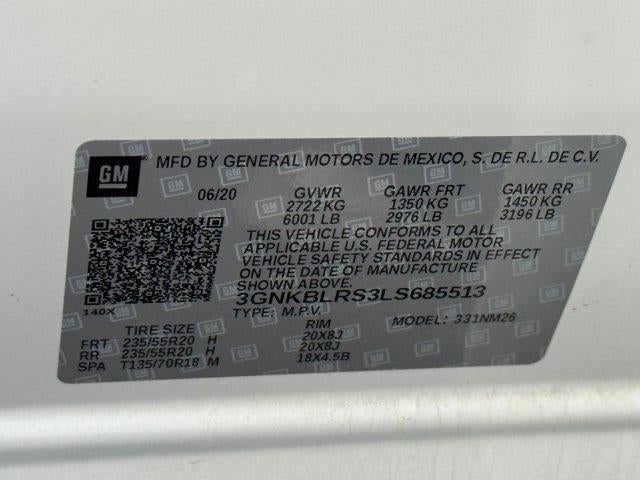 GM MFD BY GENERAL MOTORS DE MEXICO, S. DE R.L. DE C.V.
06/20 GVWR GAWR FRT GAWR RR
2722 KG 1350 KG 1450 KG
6001 LB 2976 LB 3196 LB
THIS VEHICLE CONFORMS TO ALL
APPLICABLE U.S. FEDERAL MOTOR
VEHICLE SAFETY STANDARDS IN EFFECT
ON THE DATE OF MANUFACTURE
SHOWN ABOVE.
3GNKBLRS3LS685513
140X TYPE: M.P.V. MODEL: 331NM26
TIRE SIZE RIM
FRT 235/55R20 H 20X8J
RR 235/55R20 H 20X8J
SPA T135/70R18 M 18X4.5B